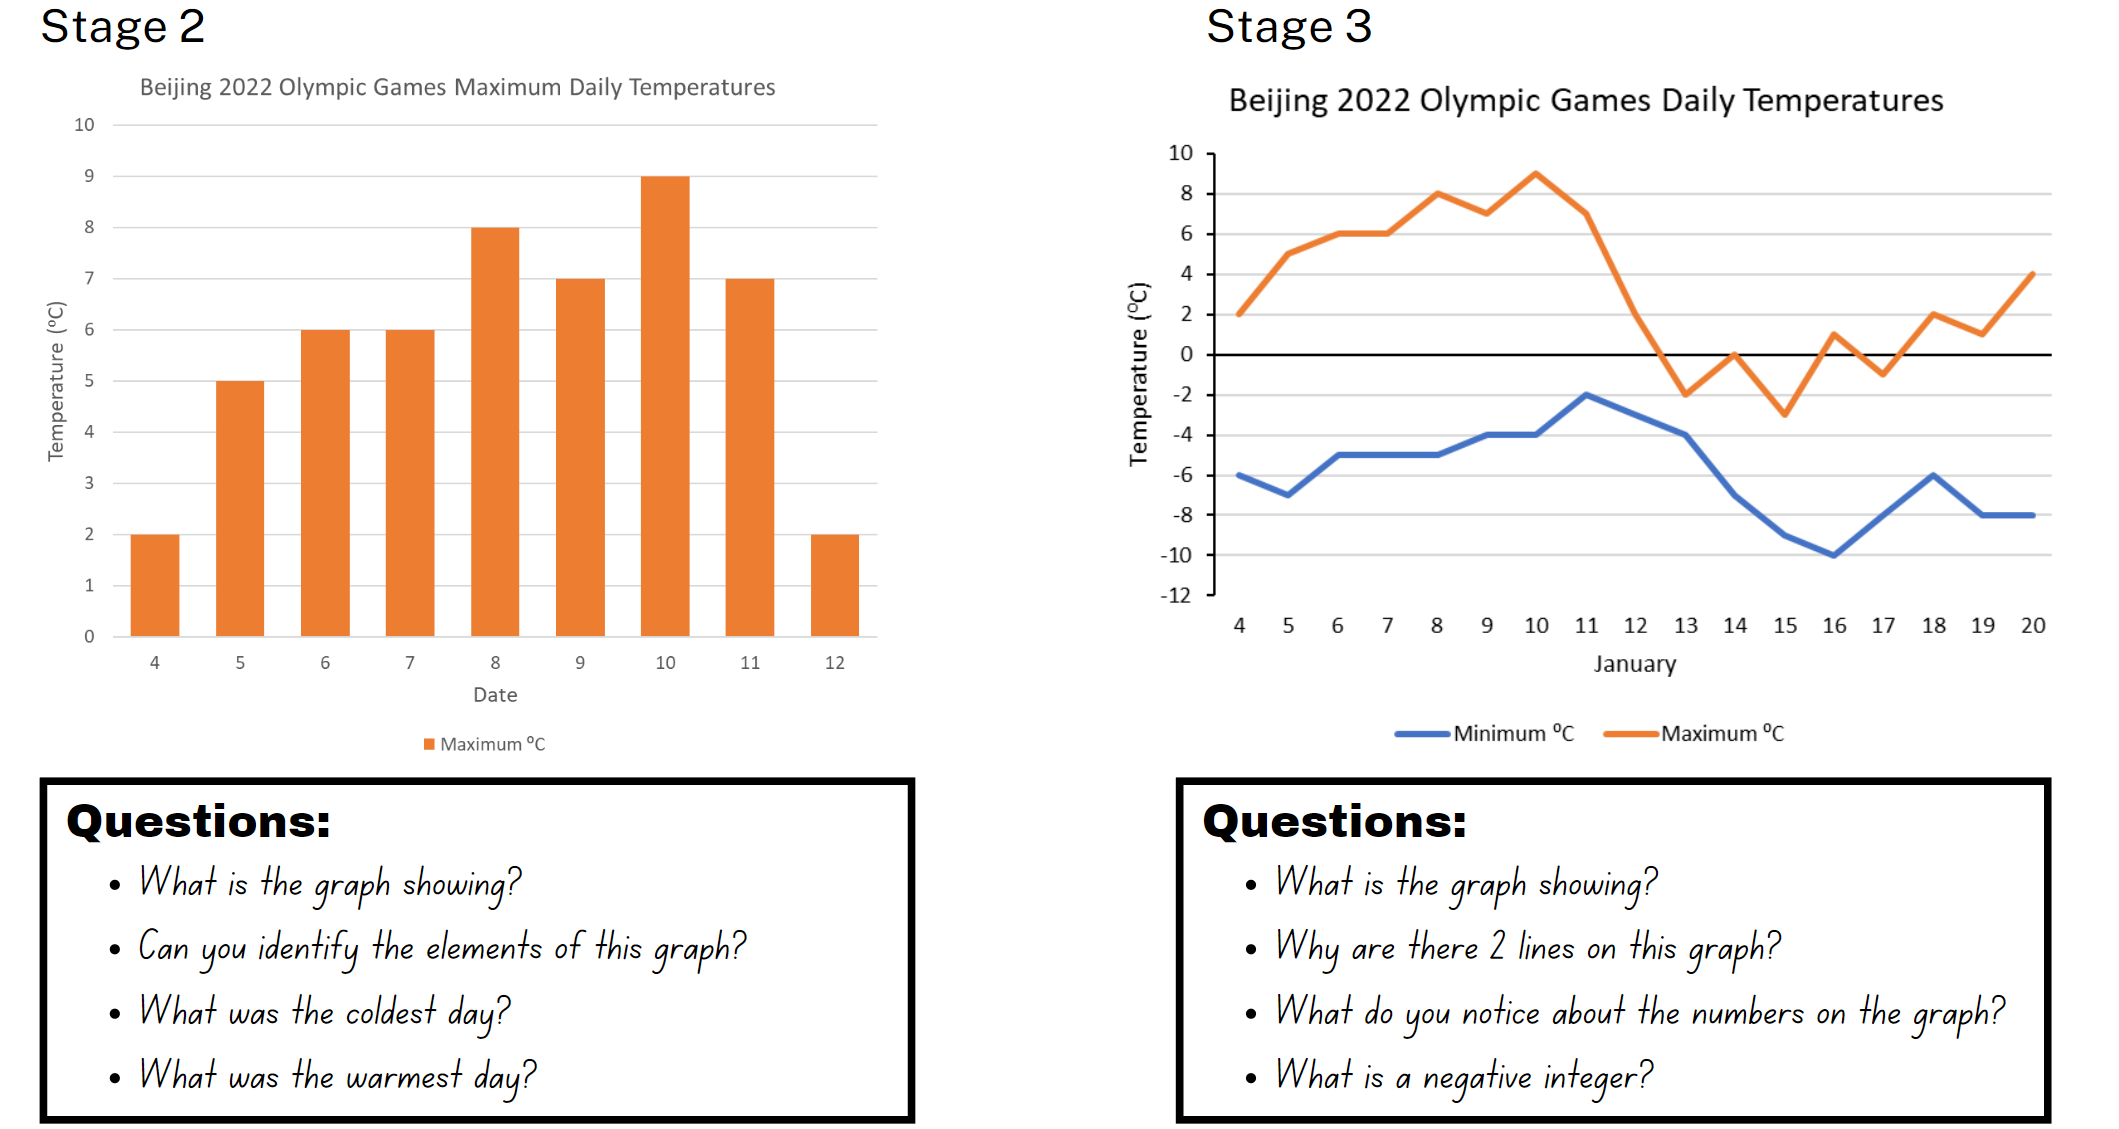 Stage 2
Beijing 2022 Olympic Games Maximum Daily Temperatures
10
9
8
7
6
5
4
3
2
1
0
Temperature (⁰C)
4 5 6 7 8 9 10 11 12
Date
Maximum ⁰C
Questions:
• What is the graph showing?
• Can you identify the elements of this graph?
• What was the coldest day?
• What was the warmest day?
Stage 3
Beijing 2022 Olympic Games Daily Temperatures
10
8
6
4
2
0
-2
-4
-6
-8
-10
-12
Temperature (⁰C)
4 5 6 7 8 9 10 11 12 13 14 15 16 17 18 19 20
January
Minimum ⁰C Maximum ⁰C
Questions:
• What is the graph showing?
• Why are there 2 lines on this graph?
• What do you notice about the numbers on the graph?
• What is a negative integer?